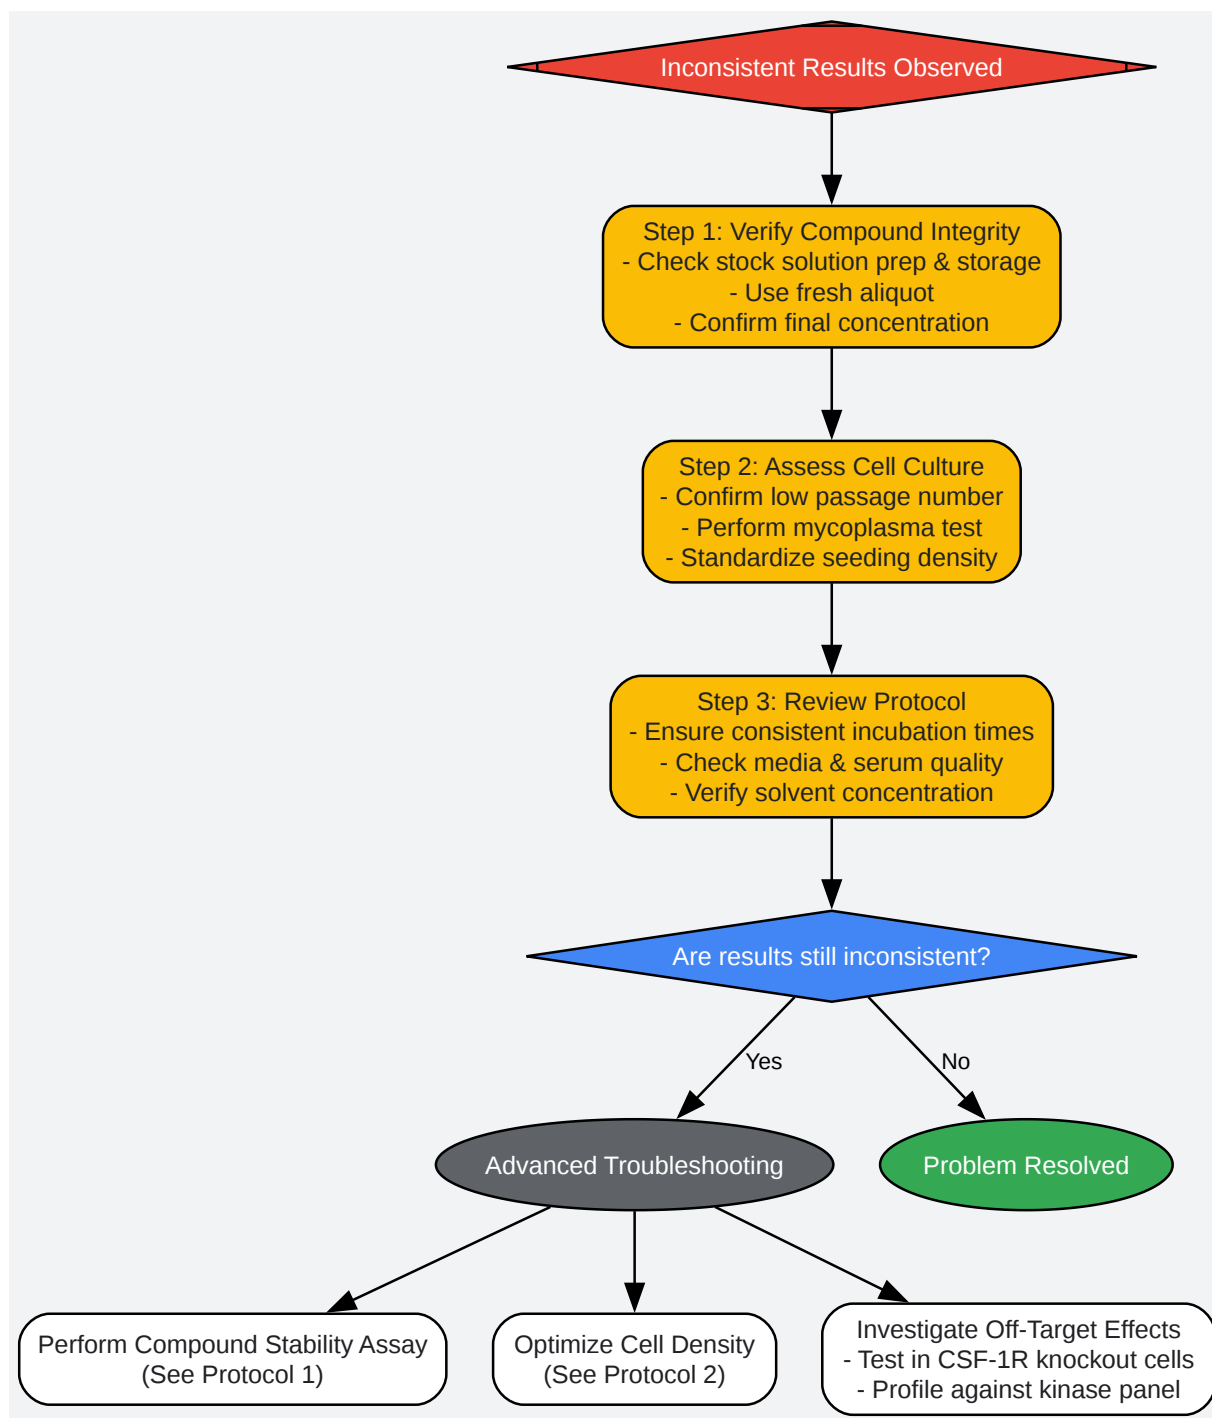 Inconsistent Results Observed
Step 1: Verify Compound Integrity
- Check stock solution prep & storage
- Use fresh aliquot
- Confirm final concentration
Step 2: Assess Cell Culture
- Confirm low passage number
- Perform mycoplasma test
- Standardize seeding density
Step 3: Review Protocol
- Ensure consistent incubation times
- Check media & serum quality
- Verify solvent concentration
Are results still inconsistent?
Yes
No
Advanced Troubleshooting
Problem Resolved
Perform Compound Stability Assay
(See Protocol 1)
Optimize Cell Density
(See Protocol 2)
Investigate Off-Target Effects
- Test in CSF-1R knockout cells
- Profile against kinase panel